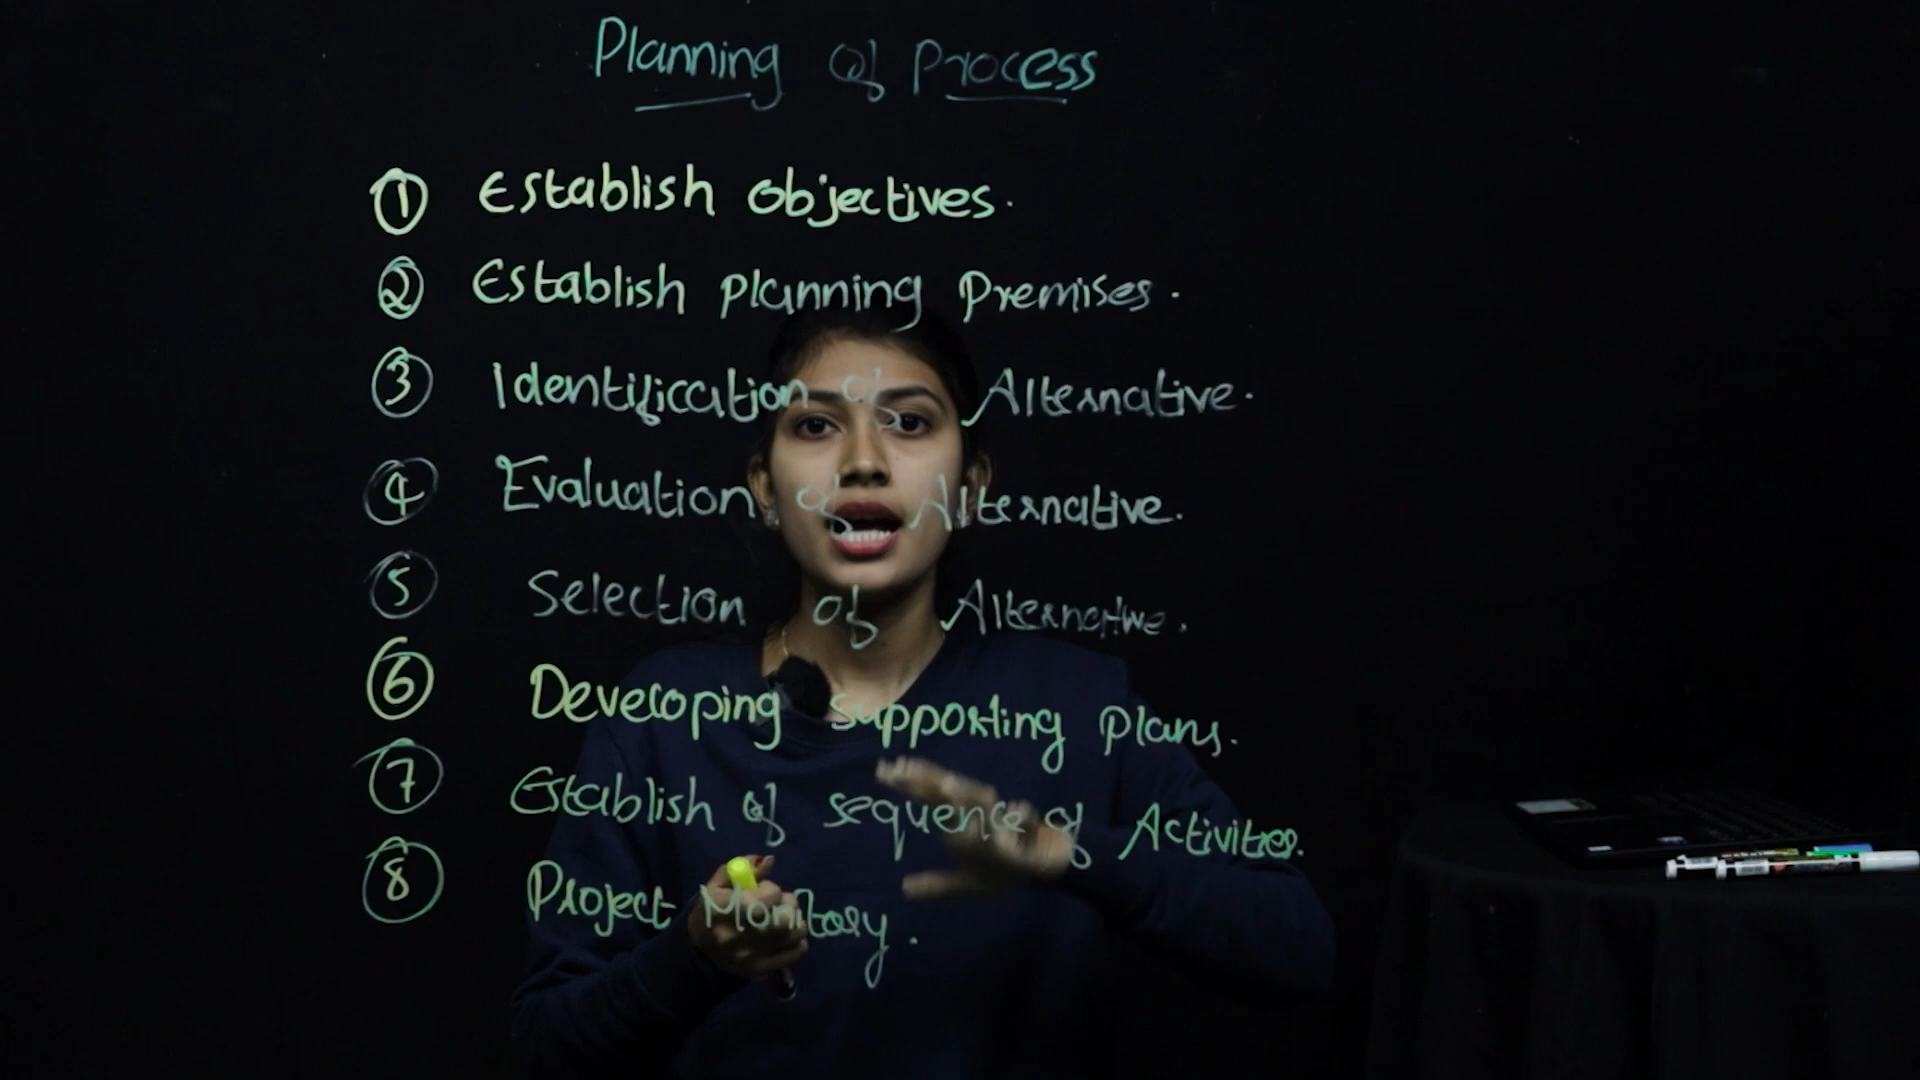 Planning of Process
1 Establish objectives.
2 Establish planning Premises.
3 Identification of Alternative.
4 Evaluation of Alternative.
5 Selection of Alternative.
6 Developing supporting plans.
7 Establish of sequence of Activities.
8 Project Monitory.